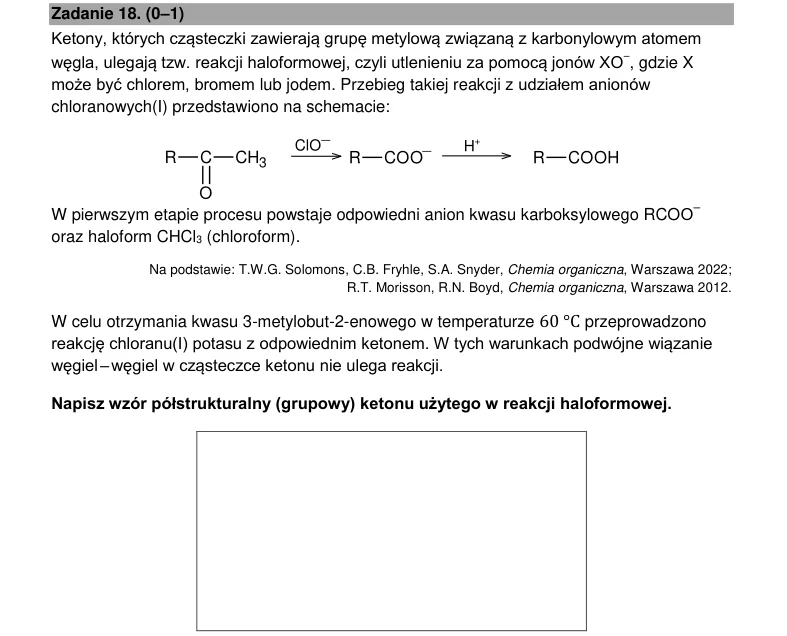 Zadanie 18. (0–1)
Ketony, których cząsteczki zawierają grupę metylową związaną z karbonylowym atomem
węgla, ulegają tzw. reakcji haloformowej, czyli utlenieniu za pomocą jonów XO⁻, gdzie X
może być chlorem, bromem lub jodem. Przebieg takiej reakcji z udziałem anionów
chloranowych(I) przedstawiono na schemacie:
ClO⁻ H⁺
R—C—CH₃ R—COO⁻ R—COOH
O
W pierwszym etapie procesu powstaje odpowiedni anion kwasu karboksylowego RCOO⁻
oraz haloform CHCl₃ (chloroform).
Na podstawie: T.W.G. Solomons, C.B. Fryhle, S.A. Snyder, Chemia organiczna, Warszawa 2022;
R.T. Morisson, R.N. Boyd, Chemia organiczna, Warszawa 2012.
W celu otrzymania kwasu 3-metylobut-2-enowego w temperaturze 60 °C przeprowadzono
reakcję chloranu(I) potasu z odpowiednim ketonem. W tych warunkach podwójne wiązanie
węgiel–węgiel w cząsteczce ketonu nie ulega reakcji.
Napisz wzór półstrukturalny (grupowy) ketonu użytego w reakcji haloformowej.